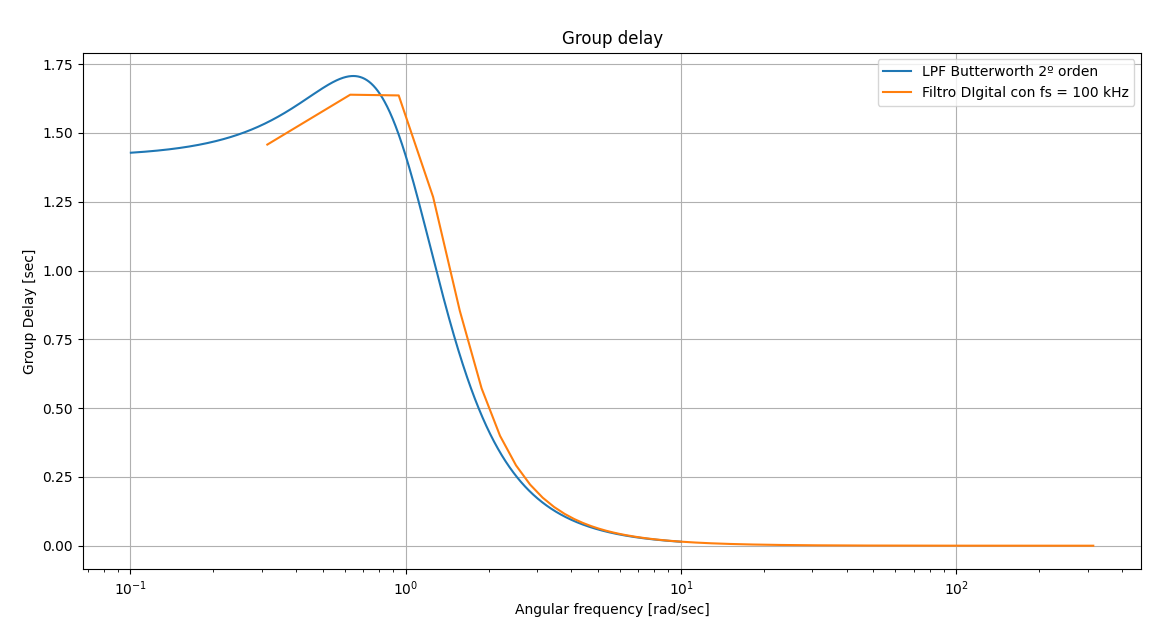 Group delay
LPF Butterworth 2º orden
Filtro DIgital con fs = 100 kHz
Group Delay [sec]
1.75
1.50
1.25
1.00
0.75
0.50
0.25
0.00
10⁻¹ 10⁰ 10¹ 10²
Angular frequency [rad/sec]